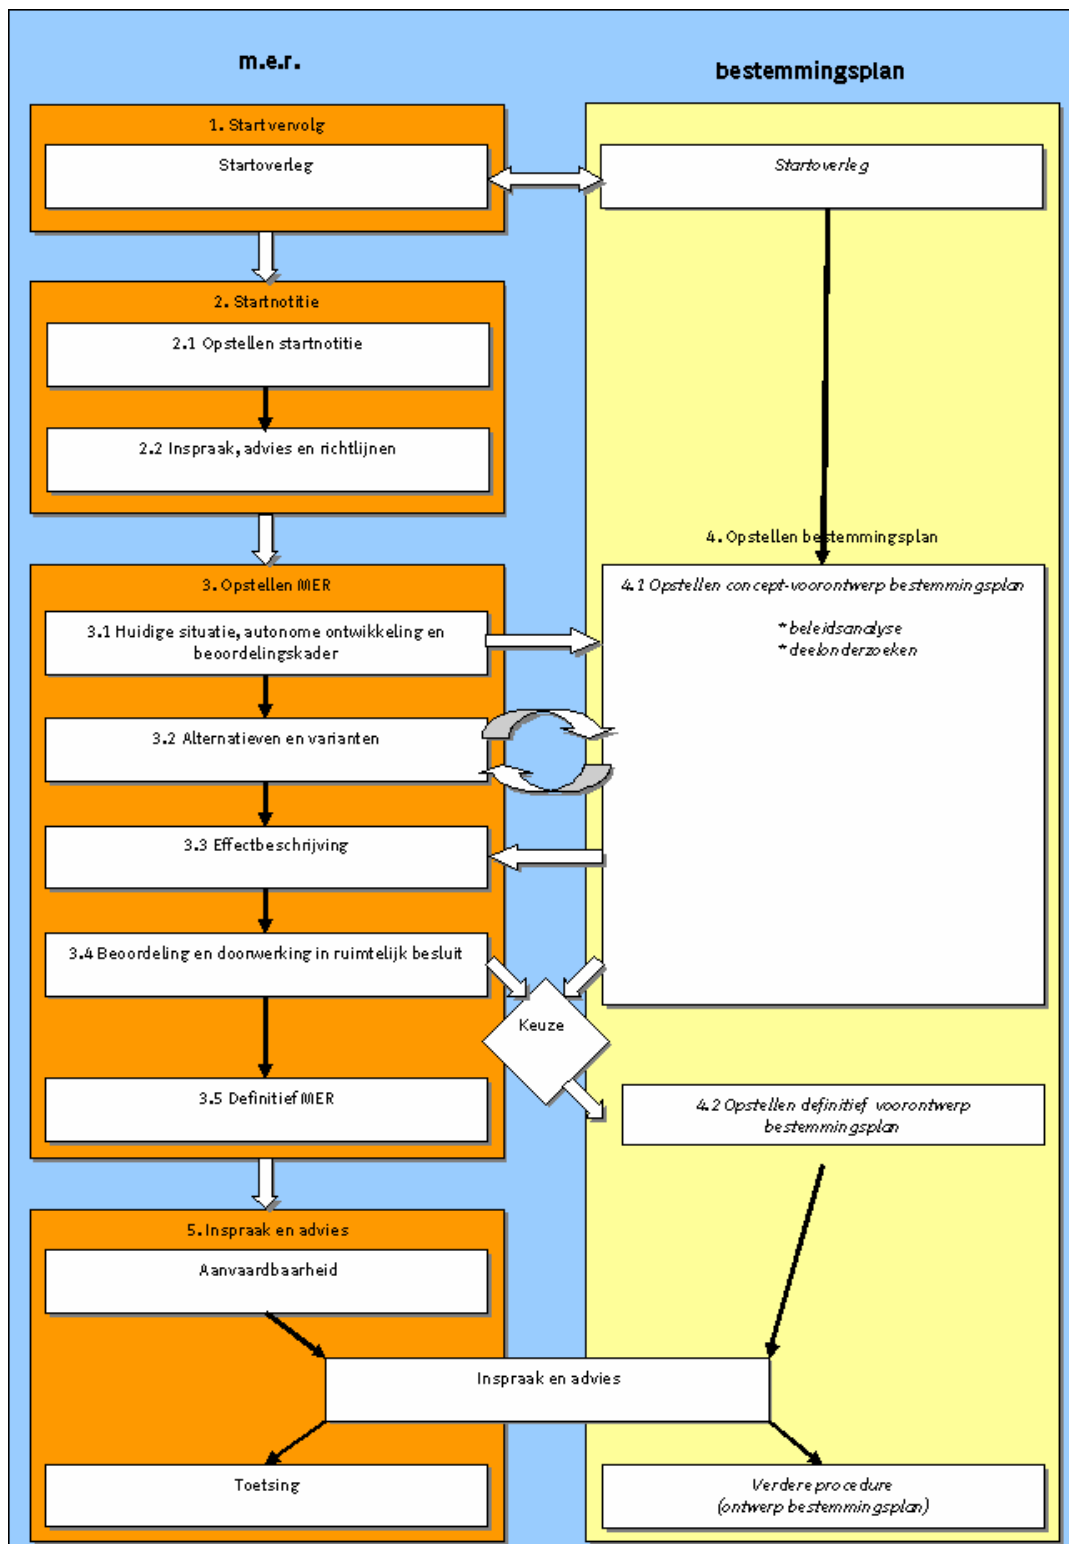 m.e.r.
bestemmingsplan
1. Startvervolg
Startoverleg
Startoverleg
2. Startnotitie
2.1 Opstellen startnotitie
2.2 Inspraak, advies en richtlijnen
4. Opstellen bestemmingsplan
3. Opstellen MER
4.1 Opstellen concept-voorontwerp bestemmingsplan
* beleidsanalyse
* deelonderzoeken
3.1 Huidige situatie, autonome ontwikkeling en
beoordelingskader
3.2 Alternatieven en varianten
3.3 Effectbeschrijving
3.4 Beoordeling en doorwerking in ruimtelijk besluit
Keuze
3.5 Definitief MER
4.2 Opstellen definitief voorontwerp
bestemmingsplan
5. Inspraak en advies
Aanvaardbaarheid
Inspraak en advies
Toetsing
Verdere procedure
(ontwerp bestemmingsplan)